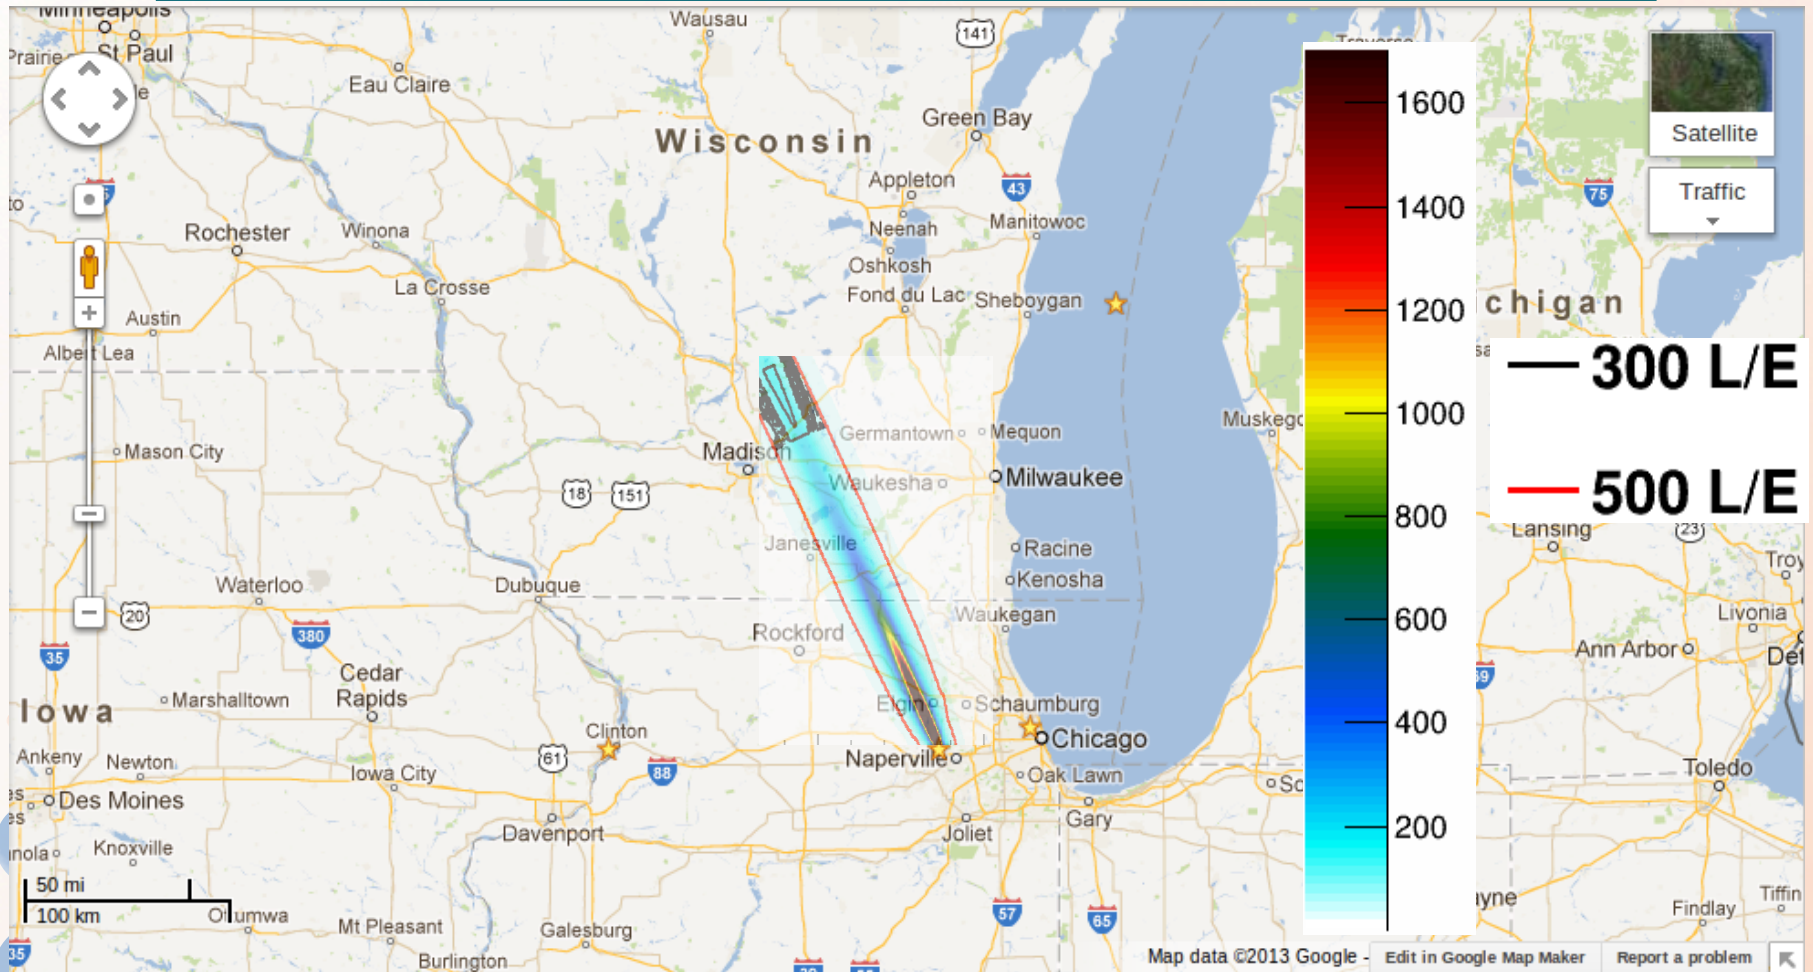 Minneapolis
St Paul
Prairie
Wausau
141
Eau Claire
Green Bay
Wisconsin
Satellite
Appleton
43
75
Traffic
Rochester
Winona
Neenah
Manitowoc
Oshkosh
La Crosse
Fond du Lac
Sheboygan
chigan
Austin
Albert Lea
Mason City
Madison
Germantown
Mequon
Muskego
Waukesha
Milwaukee
18
151
Janesville
Racine
Kenosha
Waterloo
Dubuque
20
380
35
Rockford
Waukegan
Cedar
Rapids
Marshalltown
Iowa
Elgin
Schaumburg
Clinton
Chicago
Ankeny
Newton
61
88
Naperville
Iowa City
Oak Lawn
Des Moines
Davenport
Joliet
Gary
Knoxville
50 mi
100 km
Mt Pleasant
Galesburg
Burlington
57
65
35
1600
1400
1200
1000
800
600
400
200
300 L/E
500 L/E
Lansing
23
Troy
Livonia
Ann Arbor
Det
69
Toledo
So
Tiffin
Findlay
ayne
Map data ©2013 Google -
Edit in Google Map Maker
Report a problem